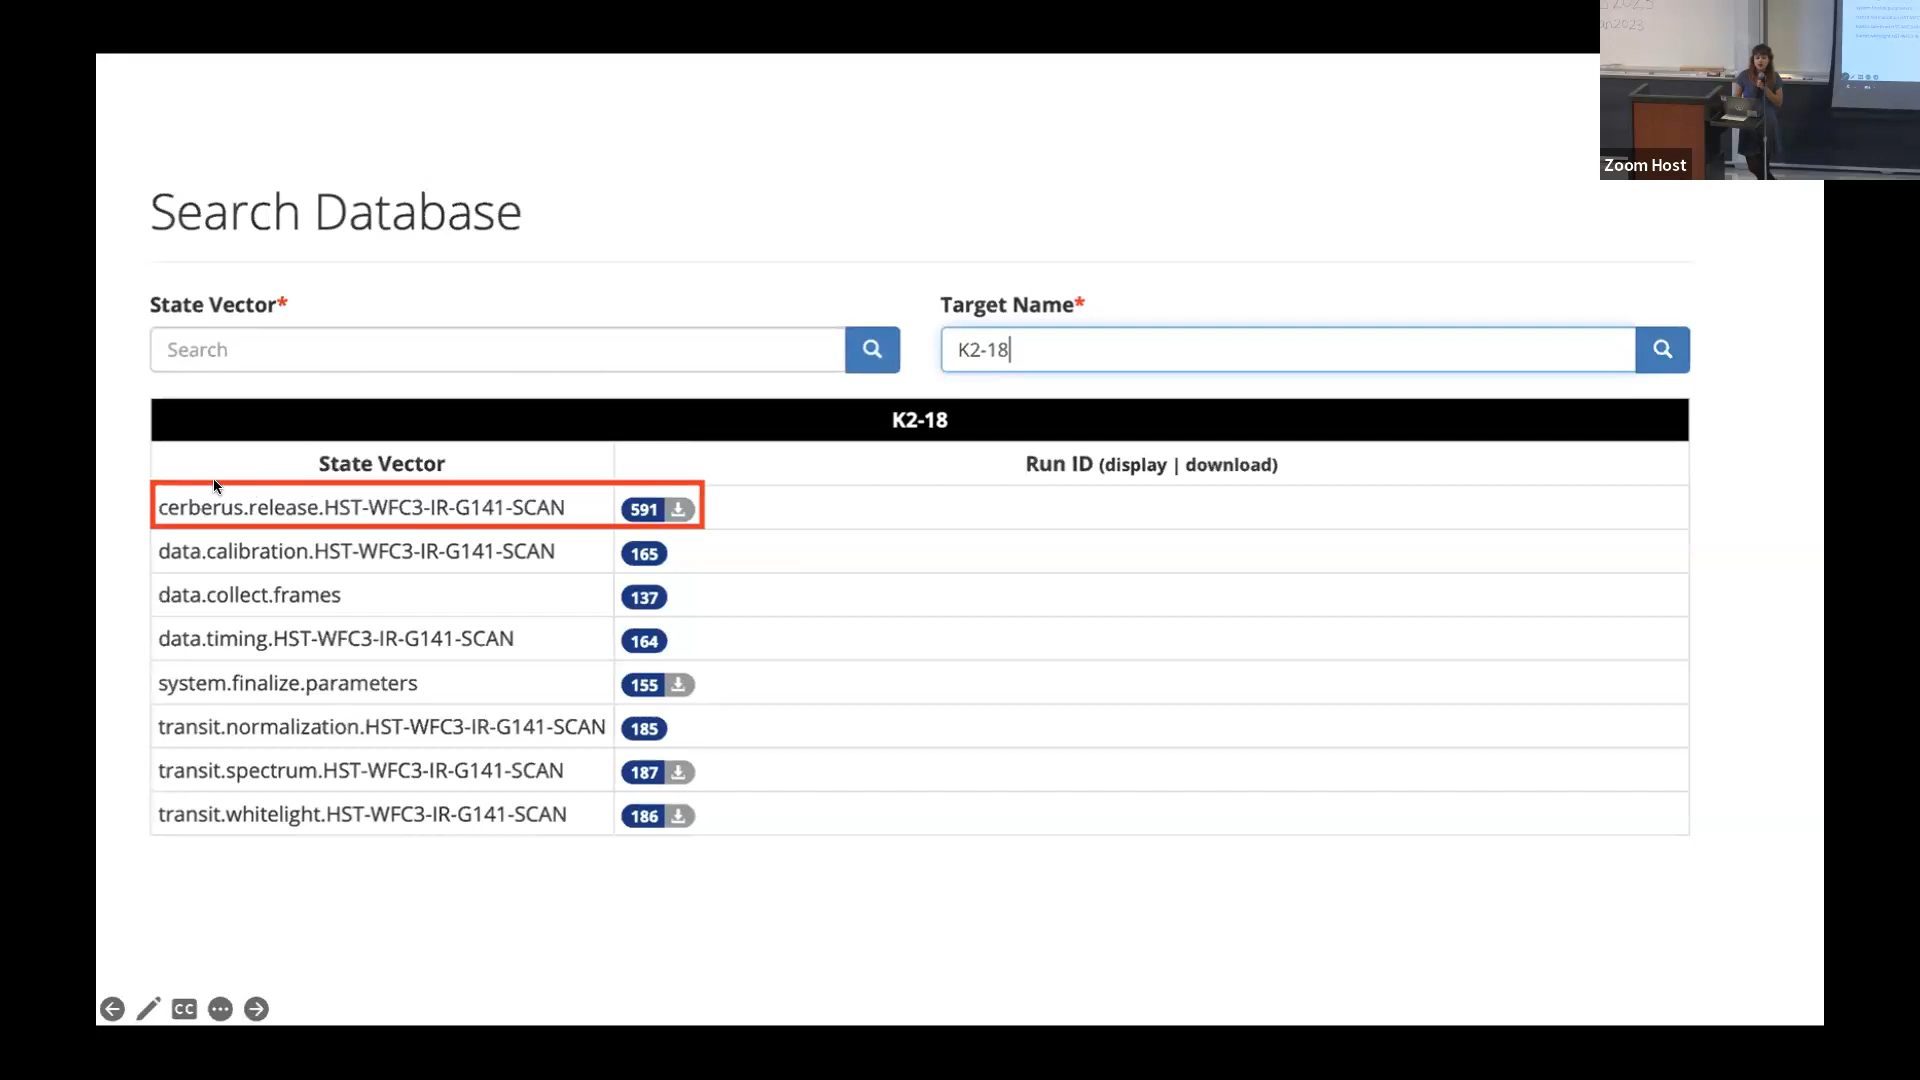 Zoom Host
Search Database
State Vector* Target Name*
Search K2-18
K2-18
State Vector Run ID (display | download)
cerberus.release.HST-WFC3-IR-G141-SCAN 591
data.calibration.HST-WFC3-IR-G141-SCAN 165
data.collect.frames 137
data.timing.HST-WFC3-IR-G141-SCAN 164
system.finalize.parameters 155
transit.normalization.HST-WFC3-IR-G141-SCAN 185
transit.spectrum.HST-WFC3-IR-G141-SCAN 187
transit.whitelight.HST-WFC3-IR-G141-SCAN 186
CC